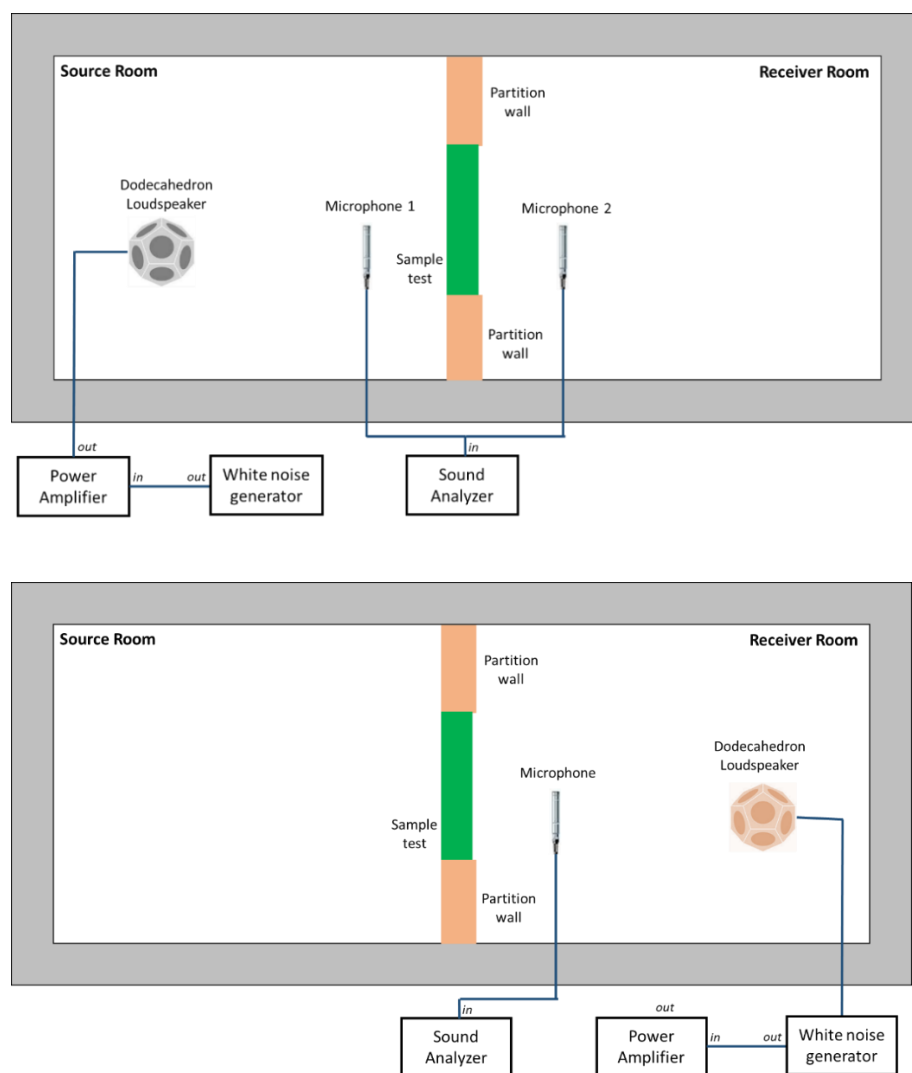 Source Room
Receiver Room
Partition
wall
Dodecahedron
Loudspeaker
Microphone 1
Microphone 2
Sample
test
Partition
wall
out
in
Power
Amplifier
in
out
White noise
generator
Sound
Analyzer
Source Room
Receiver Room
Partition
wall
Dodecahedron
Loudspeaker
Microphone
Sample
test
Partition
wall
in
out
Sound
Analyzer
Power
Amplifier
in
out
White noise
generator